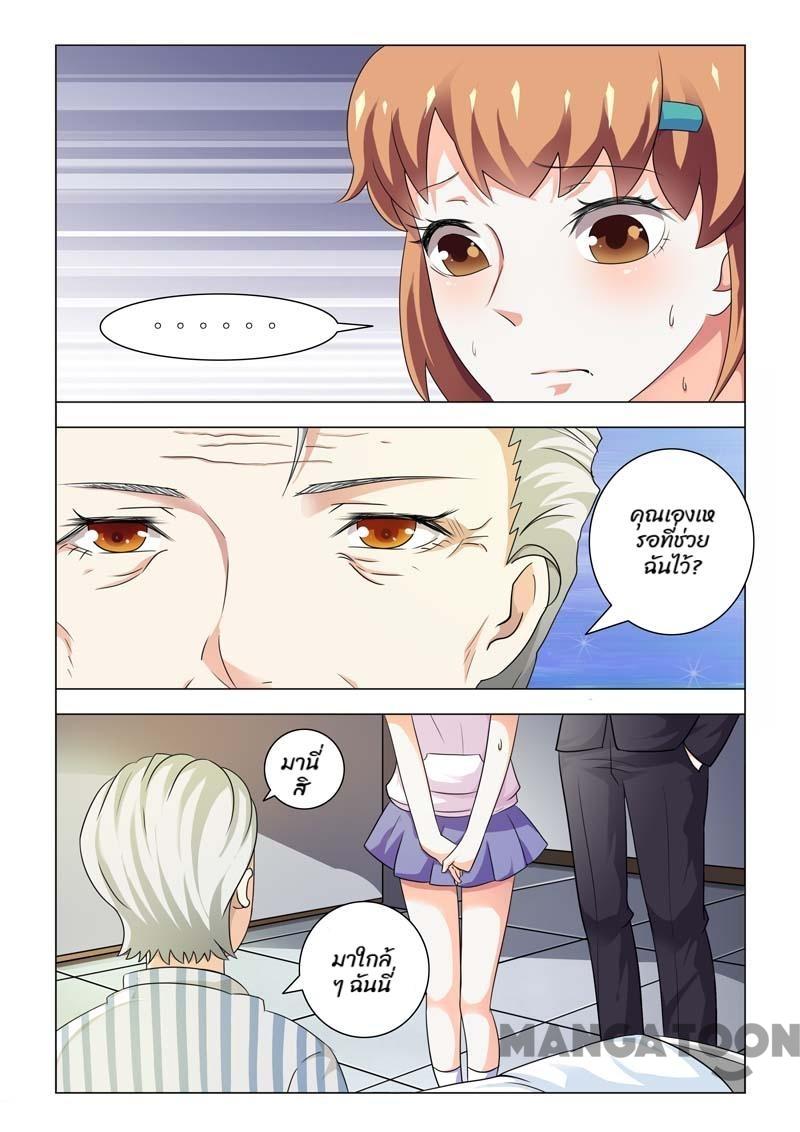 。。。。。。
คุณเองเห
รอที่ช่วย
ฉันไว้?
มานี่
สิ
มาใกล้
ๆ ฉันนี่
MANGATOON